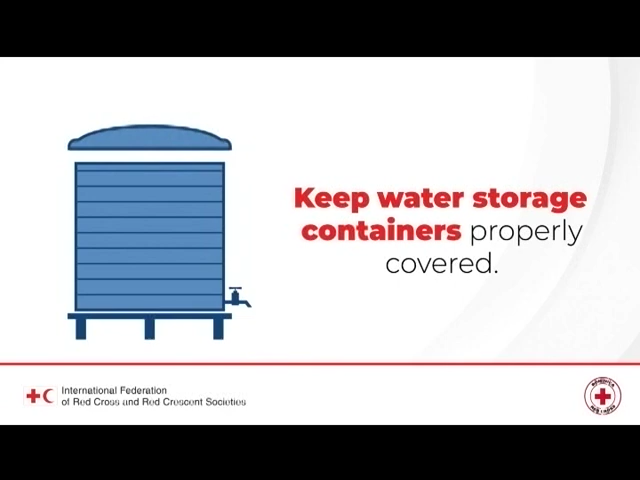 Keep water storage
containers properly
covered.
International Federation
of Red Cross and Red Crescent Societies